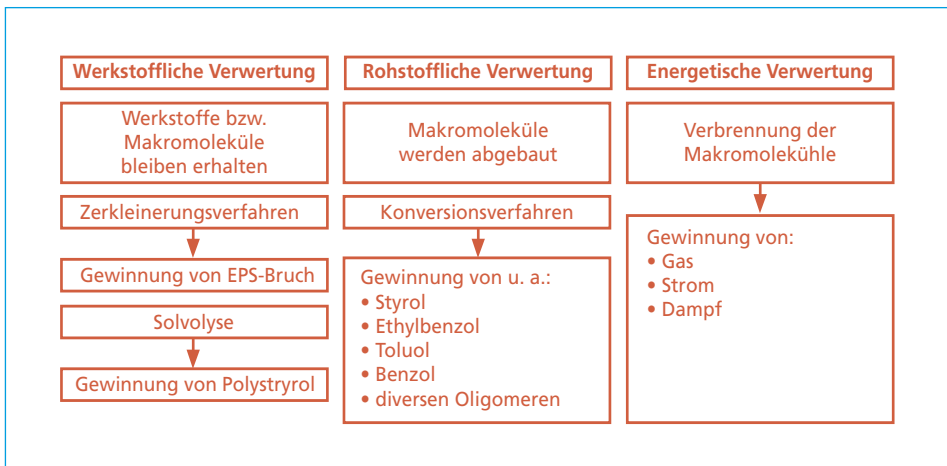 Werkstoffliche Verwertung
Werkstoffe bzw.
Makromoleküle
bleiben erhalten
Zerkleinerungsverfahren
Gewinnung von EPS-Bruch
Solvolyse
Gewinnung von Polystryrol
Rohstoffliche Verwertung
Makromoleküle
werden abgebaut
Konversionsverfahren
Gewinnung von u. a.:
• Styrol
• Ethylbenzol
• Toluol
• Benzol
• diversen Oligomeren
Energetische Verwertung
Verbrennung der
Makromolekühle
Gewinnung von:
• Gas
• Strom
• Dampf